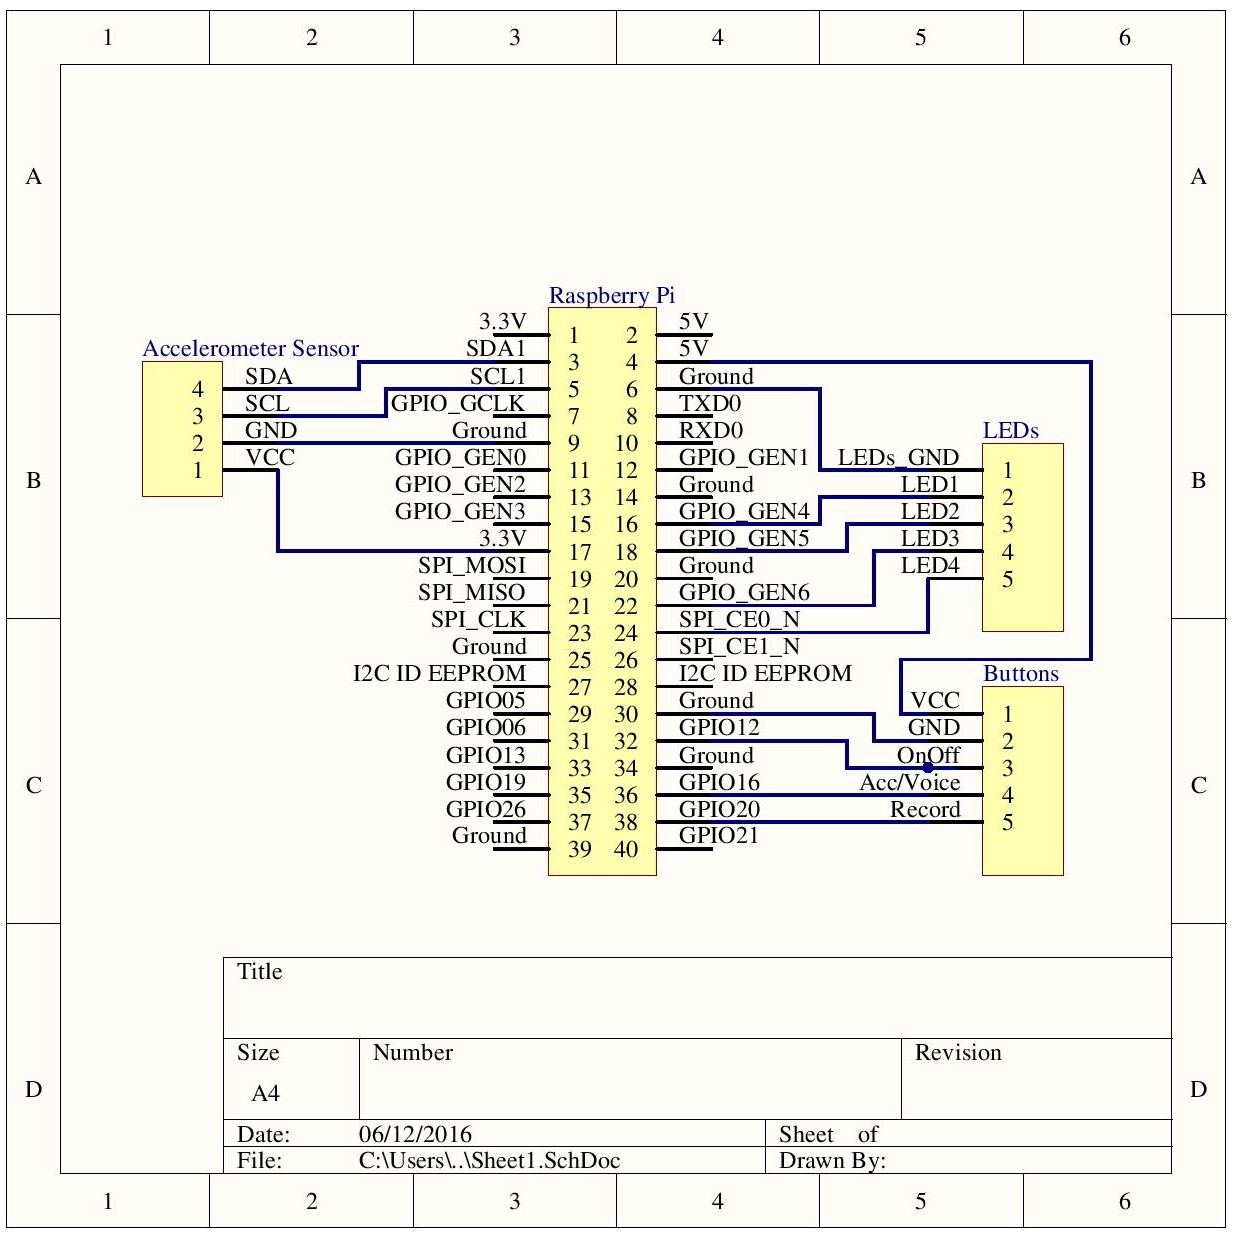 1 2 3 4 5 6
A A
Raspberry Pi
3.3V 1 2 5V
Accelerometer Sensor
SDA1 3 4 5V
4 SDA
SCL1 5 6 Ground
3 SCL
GPIO_GCLK 7 8 TXD0
2 GND
Ground 9 10 RXD0
LEDs
1 VCC
GPIO_GEN0 11 12 GPIO_GEN1
LEDs_GND 1
B B
GPIO_GEN2 13 14 Ground
LED1 2
GPIO_GEN3 15 16 GPIO_GEN4
LED2 3
3.3V 17 18 GPIO_GEN5
LED3 4
SPI_MOSI 19 20 Ground
LED4 5
SPI_MISO 21 22 GPIO_GEN6
SPI_CLK 23 24 SPI_CE0_N
Ground 25 26 SPI_CE1_N
I2C ID EEPROM 27 28 I2C ID EEPROM
Buttons
GPIO05 29 30 Ground
VCC 1
GPIO06 31 32 GPIO12
GND 2
GPIO13 33 34 Ground
OnOff 3
C C
GPIO19 35 36 GPIO16
Acc/Voice 4
GPIO26 37 38 GPIO20
Record 5
Ground 39 40 GPIO21
Title
Size Number Revision
D D
A4
Date: 06/12/2016 Sheet of
File: C:\Users\..\Sheet1.SchDoc Drawn By:
1 2 3 4 5 6